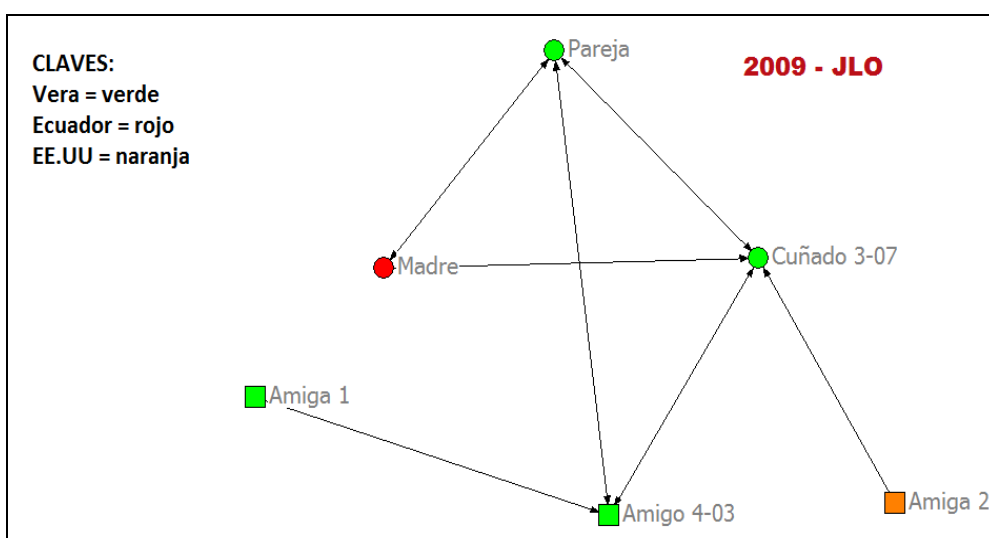 CLAVES:
Vera = verde
Ecuador = rojo
EE.UU = naranja
2009 - JLO
Pareja
Madre
Cuñado 3-07
Amiga 1
Amigo 4-03
Amiga 2